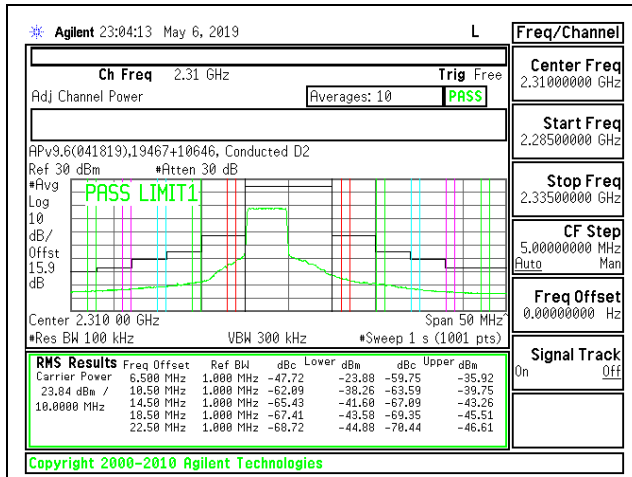 Agilent 23:04:13 May 6, 2019 L
Freq/Channel
Ch Freq 2.31 GHz Trig Free
Adj Channel Power Averages: 10 PASS
APv9.6(041819),19467+10646, Conducted D2
Ref 30 dBm #Atten 30 dB
#Avg
Log
10
dB/
Offst
15.9
dB
PASS LIMIT1
Center 2.310 00 GHz Span 50 MHz^
#Res BW 100 kHz VBW 300 kHz #Sweep 1 s (1001 pts)
RMS Results Freq Offset Ref BW dBc Lower dBm dBc Upper dBm
Carrier Power 6.500 MHz 1.000 MHz -47.72 -23.88 -59.75 -35.92
23.84 dBm / 10.50 MHz 1.000 MHz -62.09 -38.26 -63.59 -39.75
10.0000 MHz 14.50 MHz 1.000 MHz -65.43 -41.60 -67.09 -43.26
18.50 MHz 1.000 MHz -67.41 -43.58 -69.35 -45.51
22.50 MHz 1.000 MHz -68.72 -44.88 -70.44 -46.61
Copyright 2000-2010 Agilent Technologies
Center Freq
2.31000000 GHz
Start Freq
2.28500000 GHz
Stop Freq
2.33500000 GHz
CF Step
5.00000000 MHz
Auto Man
Freq Offset
0.00000000 Hz
Signal Track
On Off